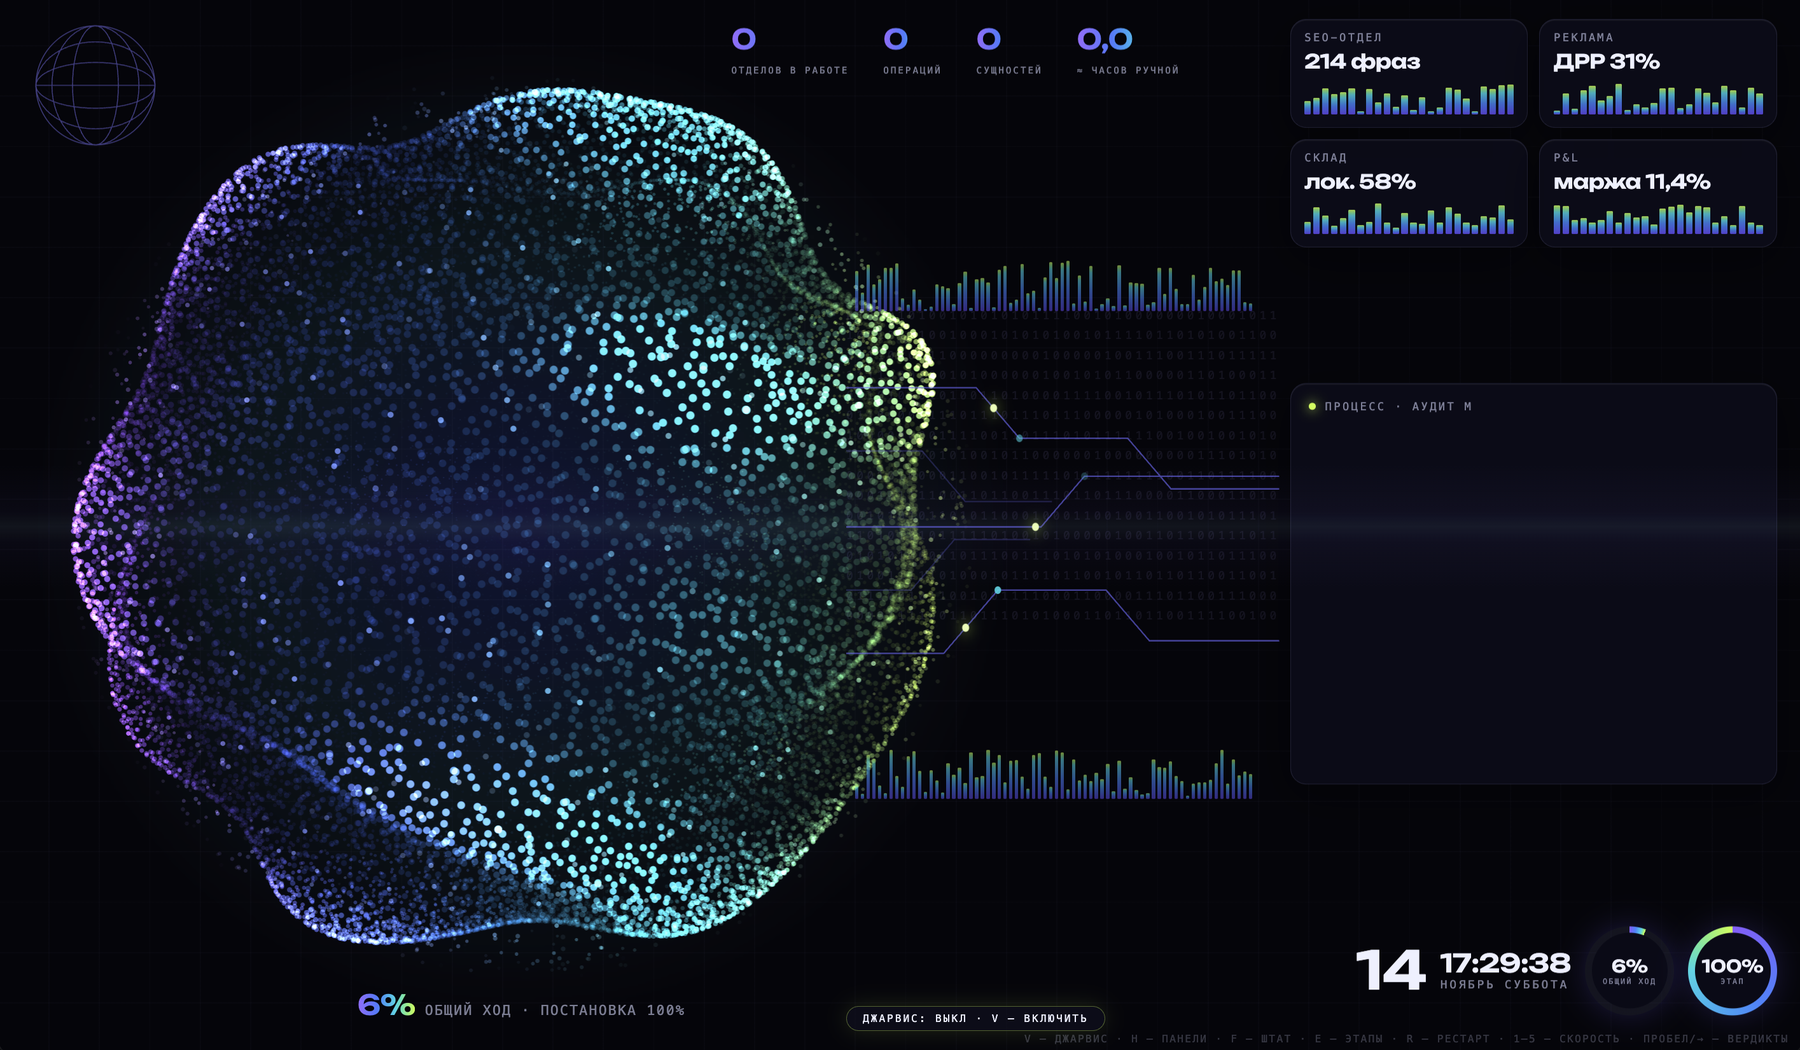 0
ОТДЕЛОВ В РАБОТЕ
0
ОПЕРАЦИЙ
0
СУЩНОСТЕЙ
0,0
≈ ЧАСОВ РУЧНОЙ
SEO-ОТДЕЛ
214 фраз
РЕКЛАМА
ДРР 31%
СКЛАД
лок. 58%
P&L
маржа 11,4%
ПРОЦЕСС · АУДИТ М
14
17:29:38
НОЯБРЬ СУББОТА
6%
ОБЩИЙ ХОД
100%
ЭТАП
6% ОБЩИЙ ХОД · ПОСТАНОВКА 100%
ДЖАРВИС: ВЫКЛ · V — ВКЛЮЧИТЬ
V — ДЖАРВИС · H — ПАНЕЛИ · F — ШТАТ · E — ЭТАПЫ · R — РЕСТАРТ · 1–5 — СКОРОСТЬ · ПРОБЕЛ/→ — ВЕРДИКТЫ